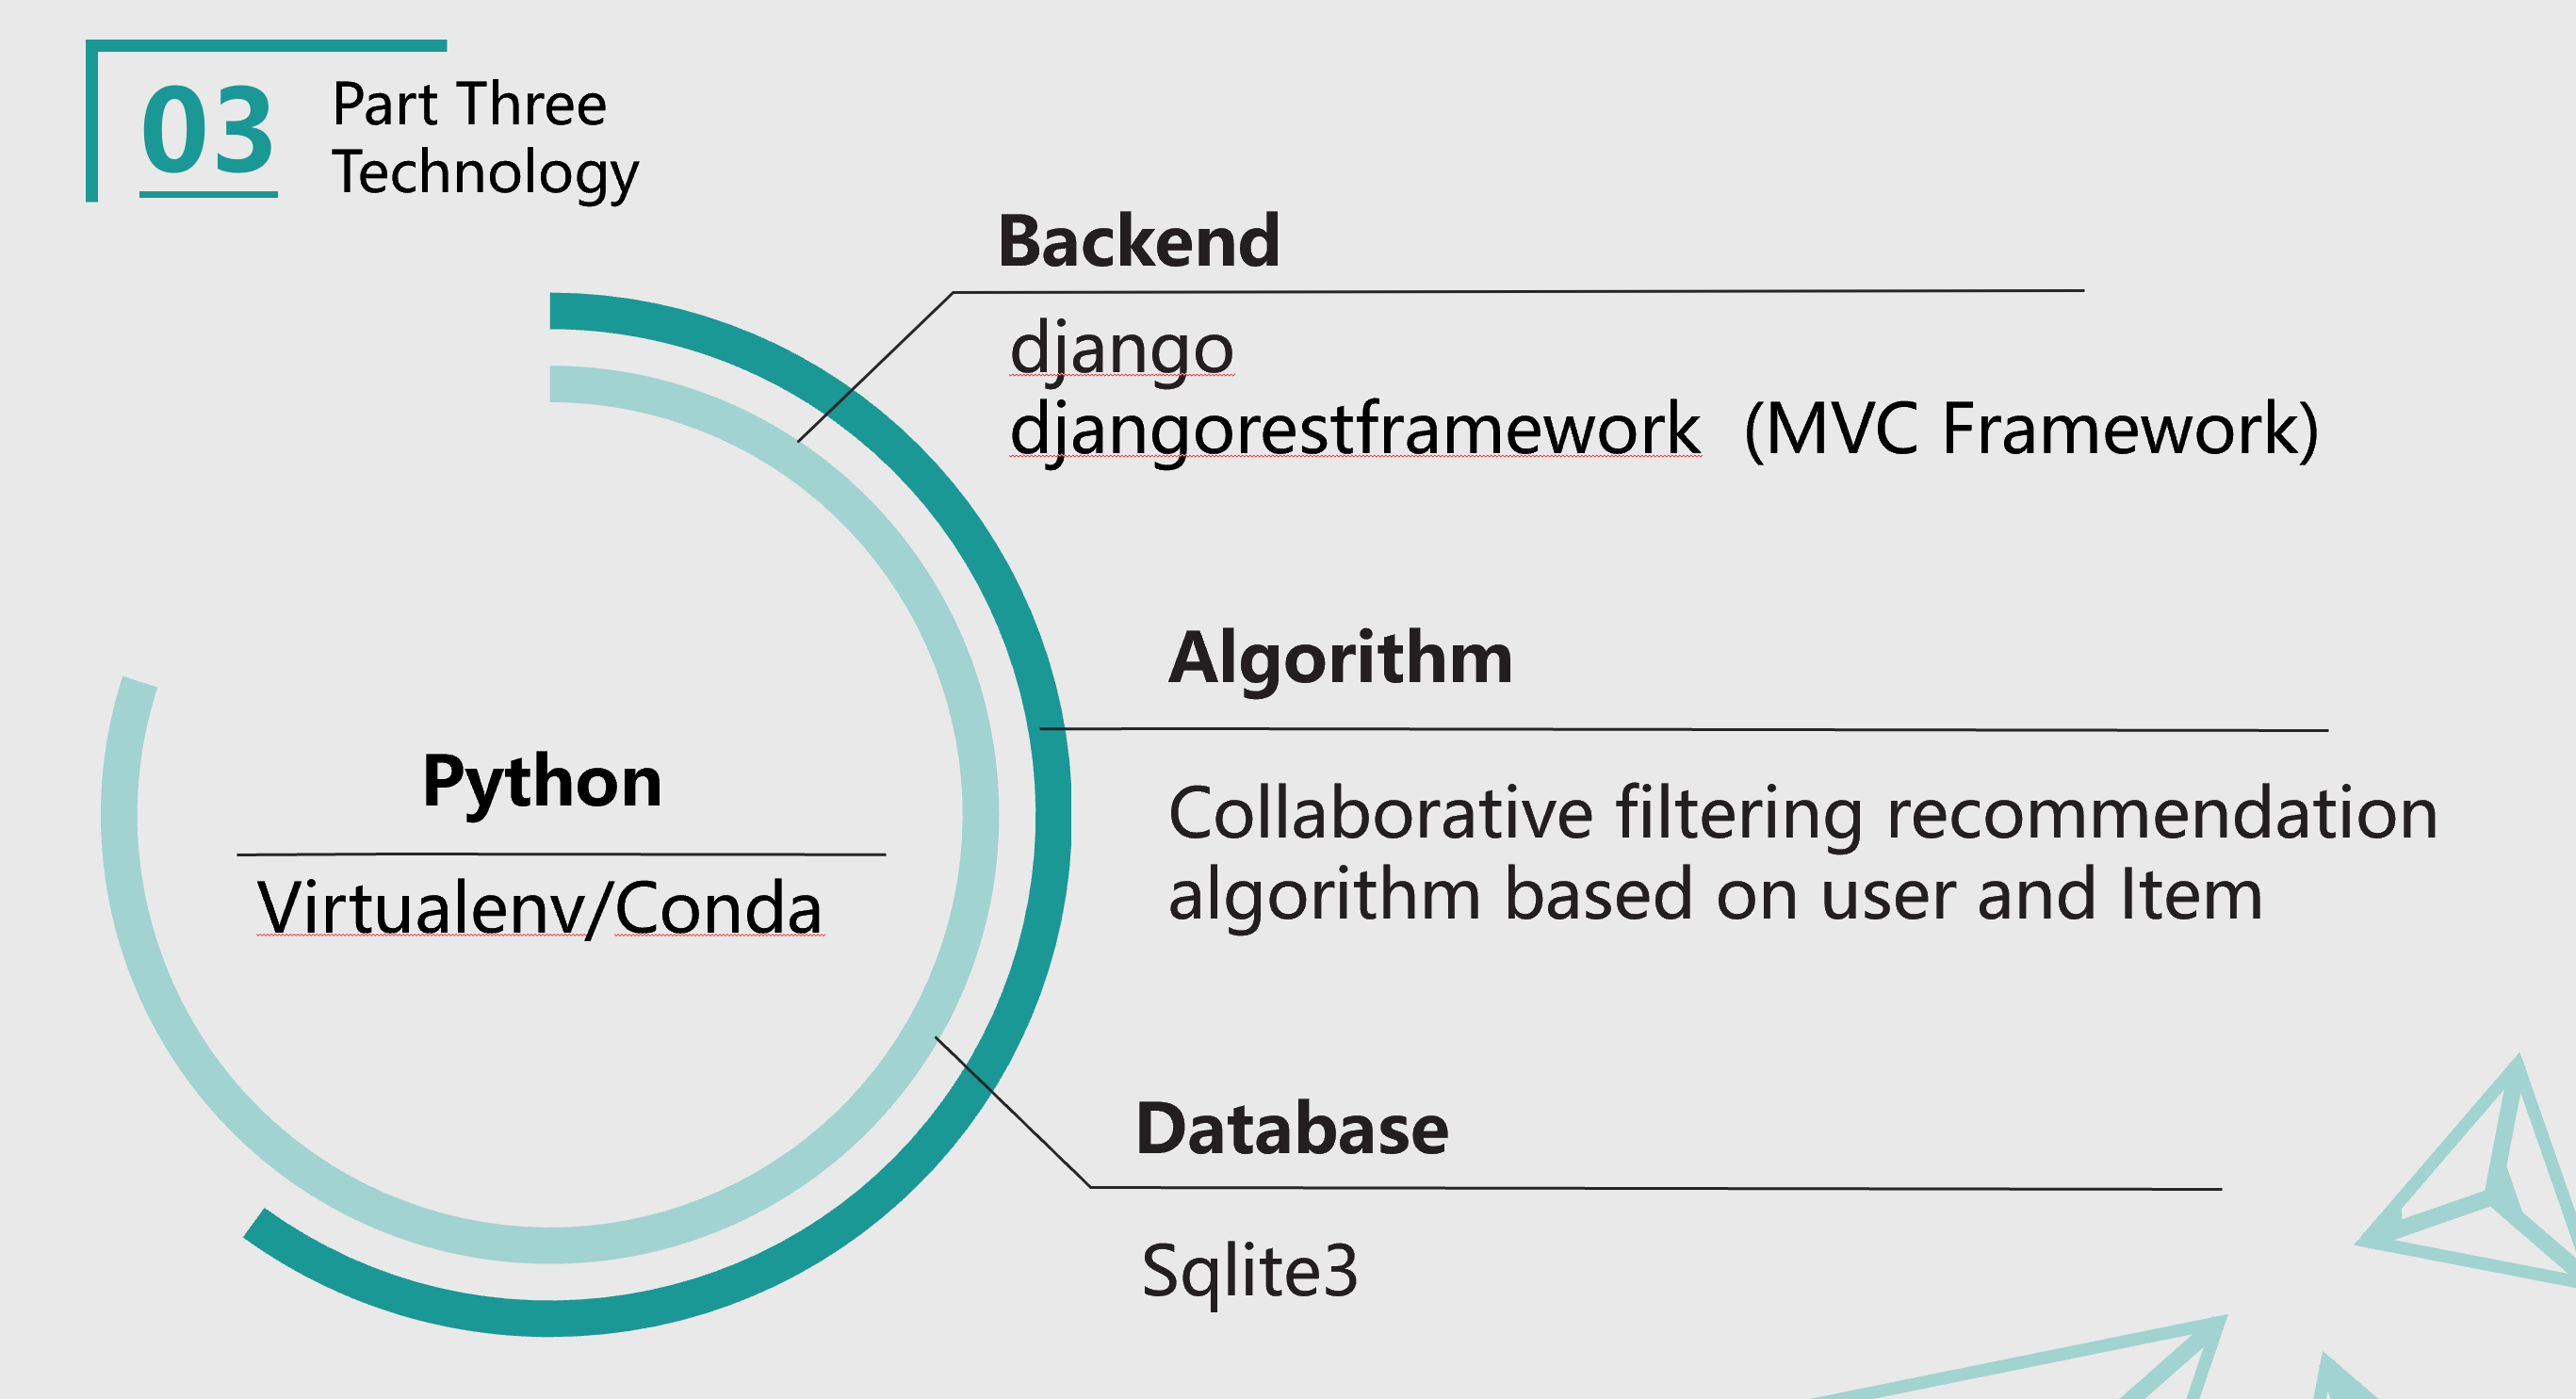 03
Part Three
Technology
Backend
django
djangorestframework (MVC Framework)
Algorithm
Collaborative filtering recommendation
algorithm based on user and Item
Python
Virtualenv/Conda
Database
Sqlite3